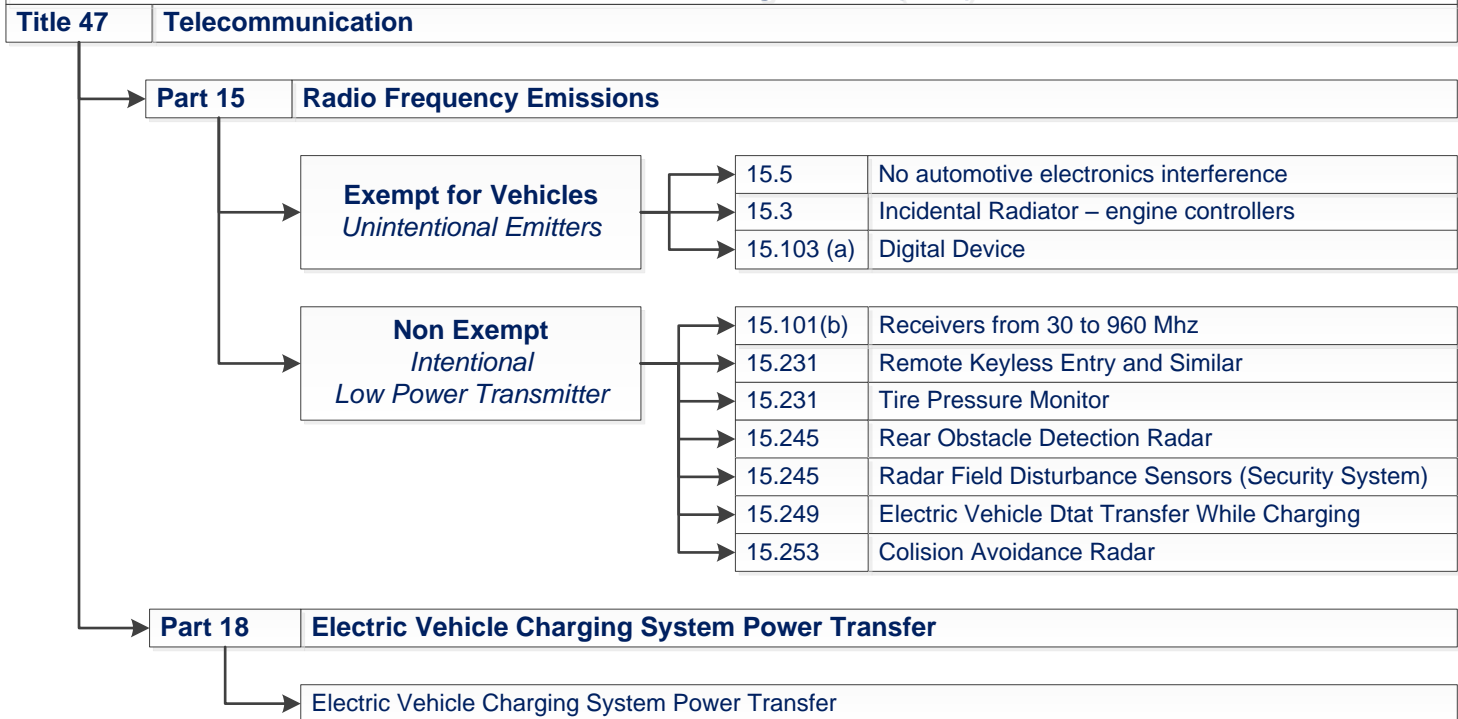 Title 47 Telecommunication
Part 15 Radio Frequency Emissions
Exempt for Vehicles
Unintentional Emitters
15.5 No automotive electronics interference
15.3 Incidental Radiator – engine controllers
15.103 (a) Digital Device
Non Exempt
Intentional
Low Power Transmitter
15.101(b) Receivers from 30 to 960 Mhz
15.231 Remote Keyless Entry and Similar
15.231 Tire Pressure Monitor
15.245 Rear Obstacle Detection Radar
15.245 Radar Field Disturbance Sensors (Security System)
15.249 Electric Vehicle Dtat Transfer While Charging
15.253 Colision Avoidance Radar
Part 18 Electric Vehicle Charging System Power Transfer
Electric Vehicle Charging System Power Transfer